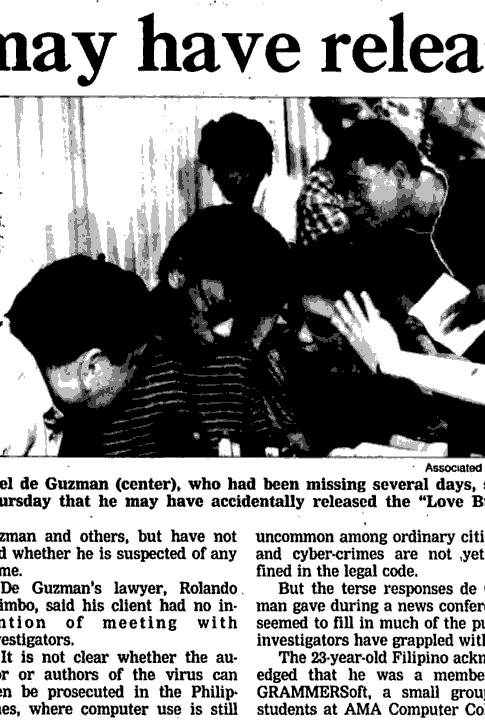 may have relea
Associated
el de Guzman (center), who had been missing several days, s
ursday that he may have accidentally released the "Love B
zman and others, but have not
d whether he is suspected of any
me.
De Guzman's lawyer, Rolando
imbo, said his client had no in-
ntion of meeting with
estigators.
It is not clear whether the au-
or or authors of the virus can
en be prosecuted in the Philip-
nes, where computer use is still
uncommon among ordinary citi
and cyber-crimes are not yet
fined in the legal code.
But the terse responses de
man gave during a news confer
seemed to fill in much of the pu
investigators have grappled with
The 23-year-old Filipino ackn
edged that he was a membe
GRAMMERSoft, a small grou
students at AMA Computer Co